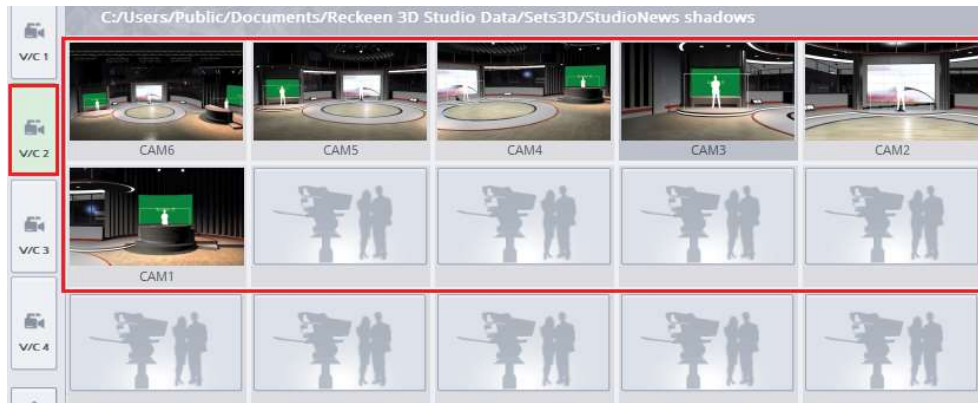 C:/Users/Public/Documents/Reckeen 3D Studio Data/Sets3D/StudioNews shadows
V/C 1
V/C 2
CAM6 CAM5 CAM4 CAM3 CAM2
V/C 3
CAM1
V/C 4